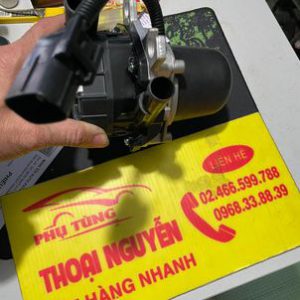 LIÊN HỆ
02.466.599.788
0968.33.88.39
PHỤ TÙNG
THOẠI NGUYỄN
HÀNG NHANH